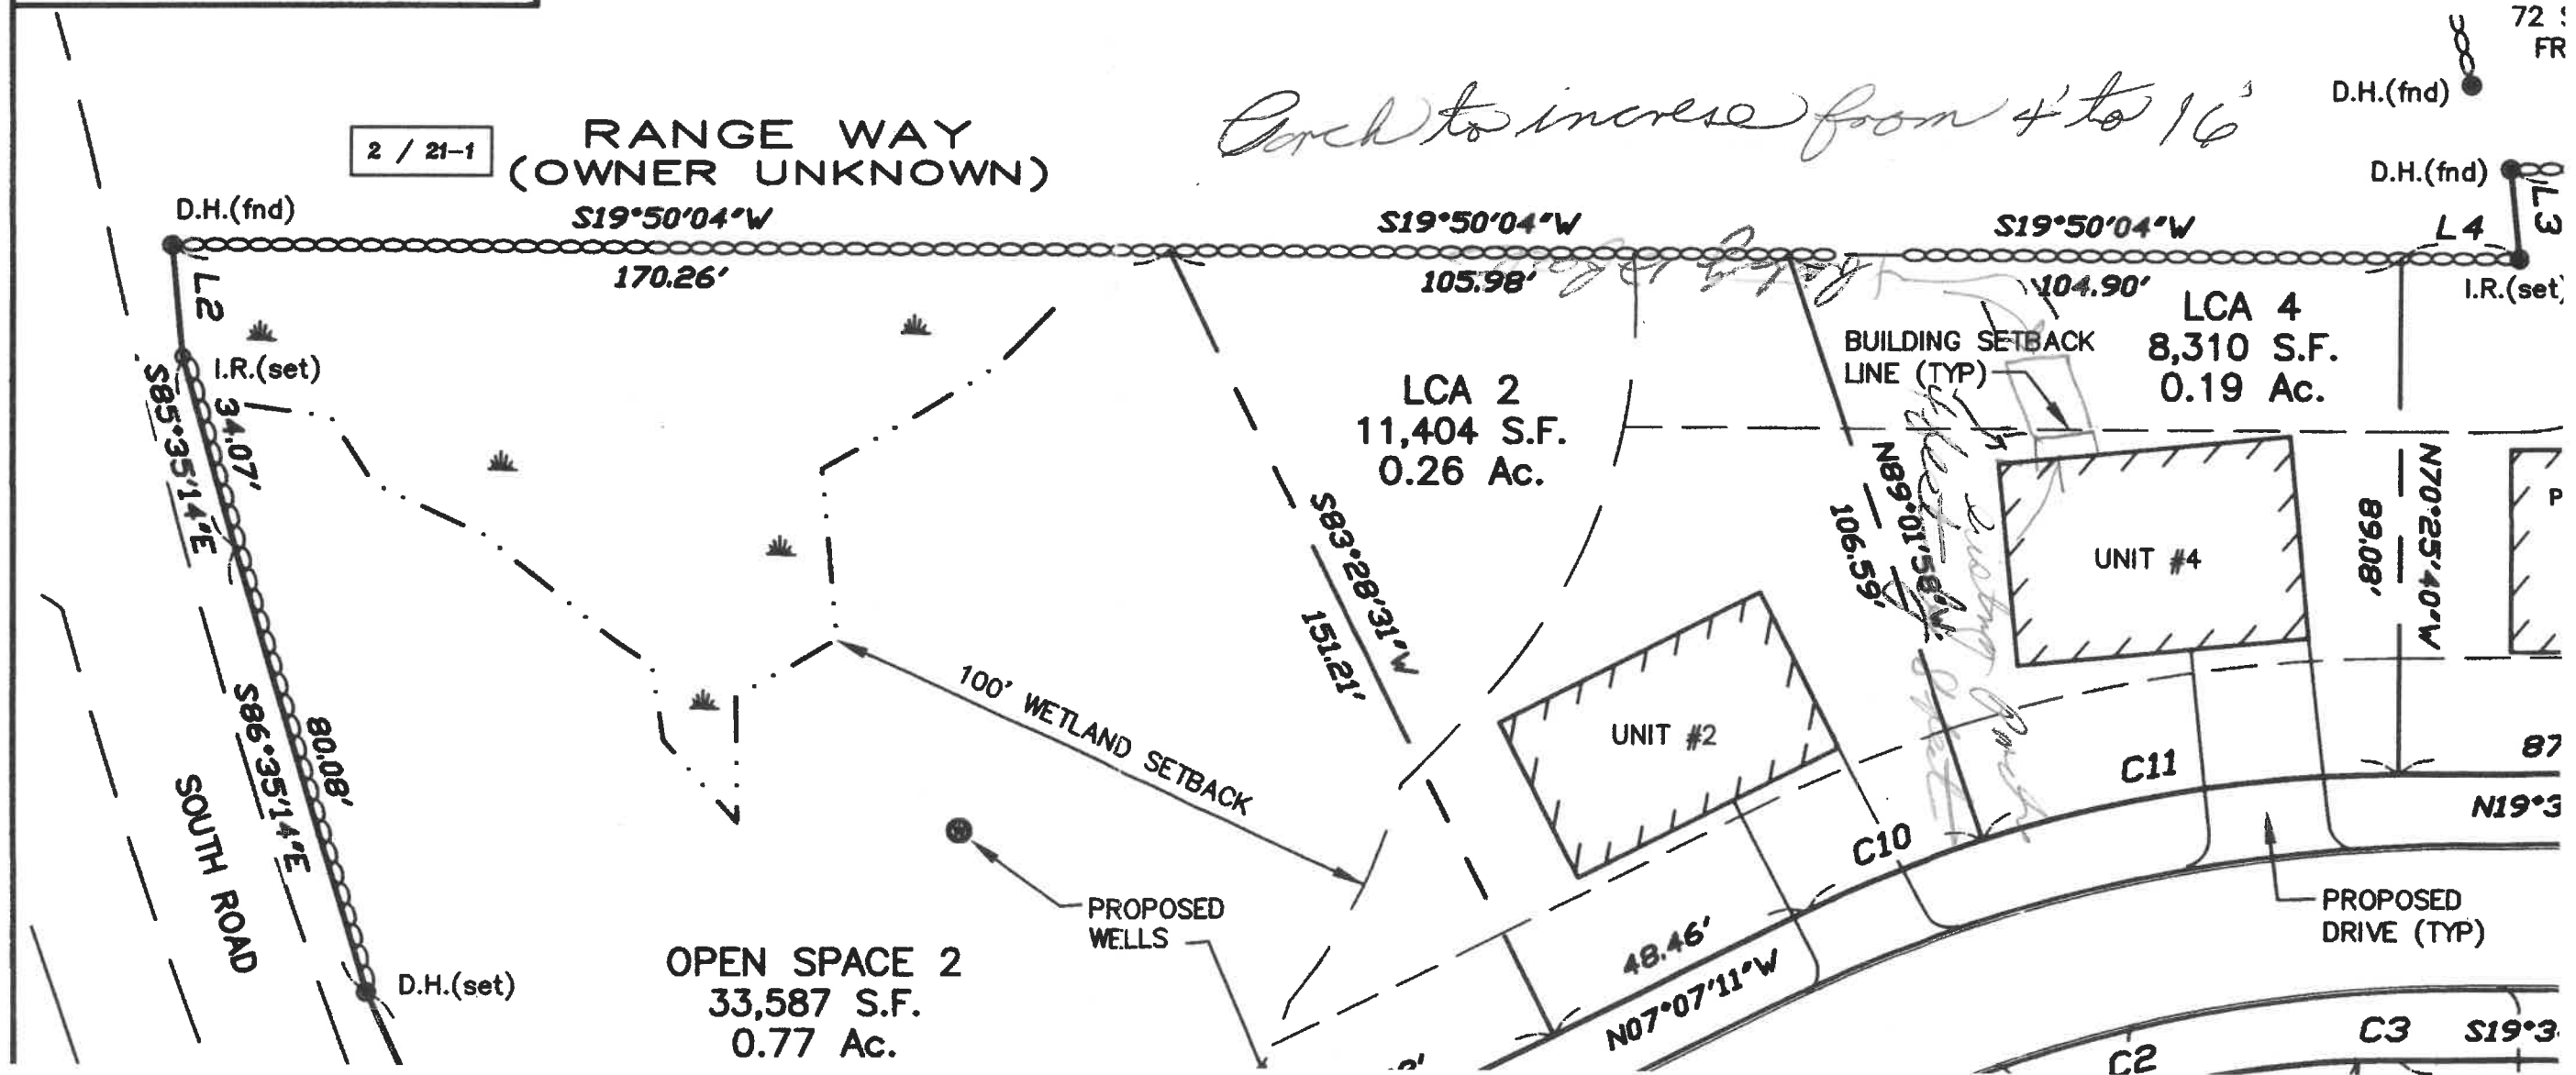 72
FR
D.H.(fnd)
Porch to increse from 4' to 16'
2 / 21-1
RANGE WAY
(OWNER UNKNOWN)
D.H.(fnd)
D.H.(fnd)
L3
S19°50'04"W
S19°50'04"W
S19°50'04"W
L4
170.26'
105.98'
104.90'
I.R.(set)
L2
I.R.(set)
34.07'
S85°35'14"E
BUILDING SETBACK
LINE (TYP)
LCA 4
8,310 S.F.
0.19 Ac.
LCA 2
11,404 S.F.
0.26 Ac.
S83°28'31"W
151.21'
N89°01'58"W
106.59'
existing Porch
N70°25'40"W
89.08'
P
UNIT #4
UNIT #2
100' WETLAND SETBACK
80.08'
S86°35'14"E
SOUTH ROAD
C11
87
N19°3
C10
PROPOSED
WELLS
PROPOSED
DRIVE (TYP)
48.46'
N07°07'11"W
OPEN SPACE 2
33,587 S.F.
0.77 Ac.
D.H.(set)
C3
S19°3
C2